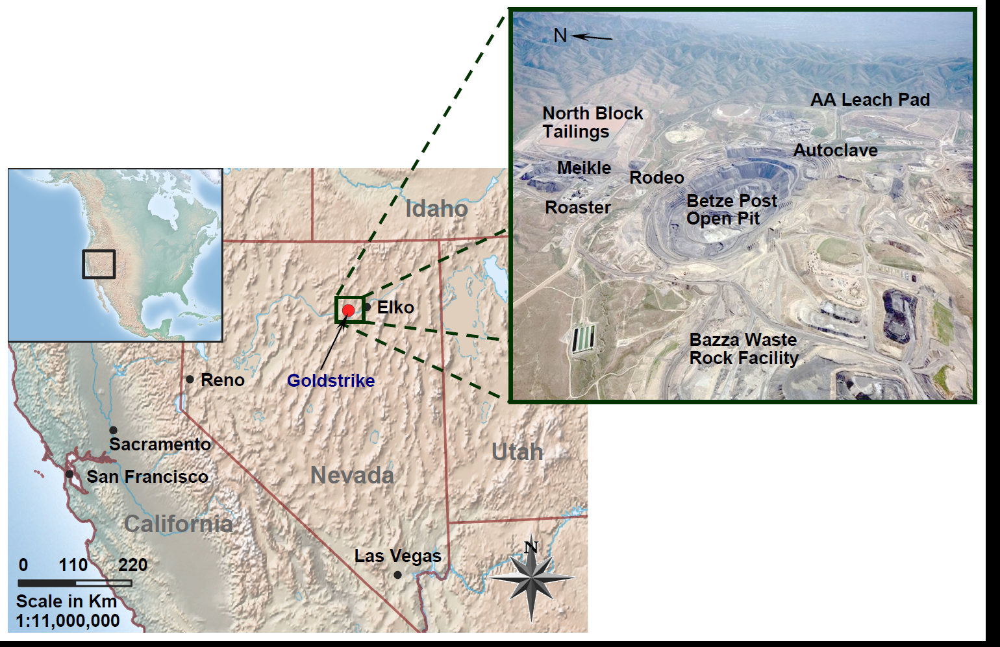 N
AA Leach Pad
North Block
Tailings
Autoclave
Meikle
Rodeo
Betze Post
Open Pit
Roaster
Bazza Waste
Rock Facility
Idaho
Elko
Goldstrike
Reno
Sacramento
San Francisco
Nevada
Utah
California
Las Vegas
N
0 110 220
Scale in Km
1:11,000,000